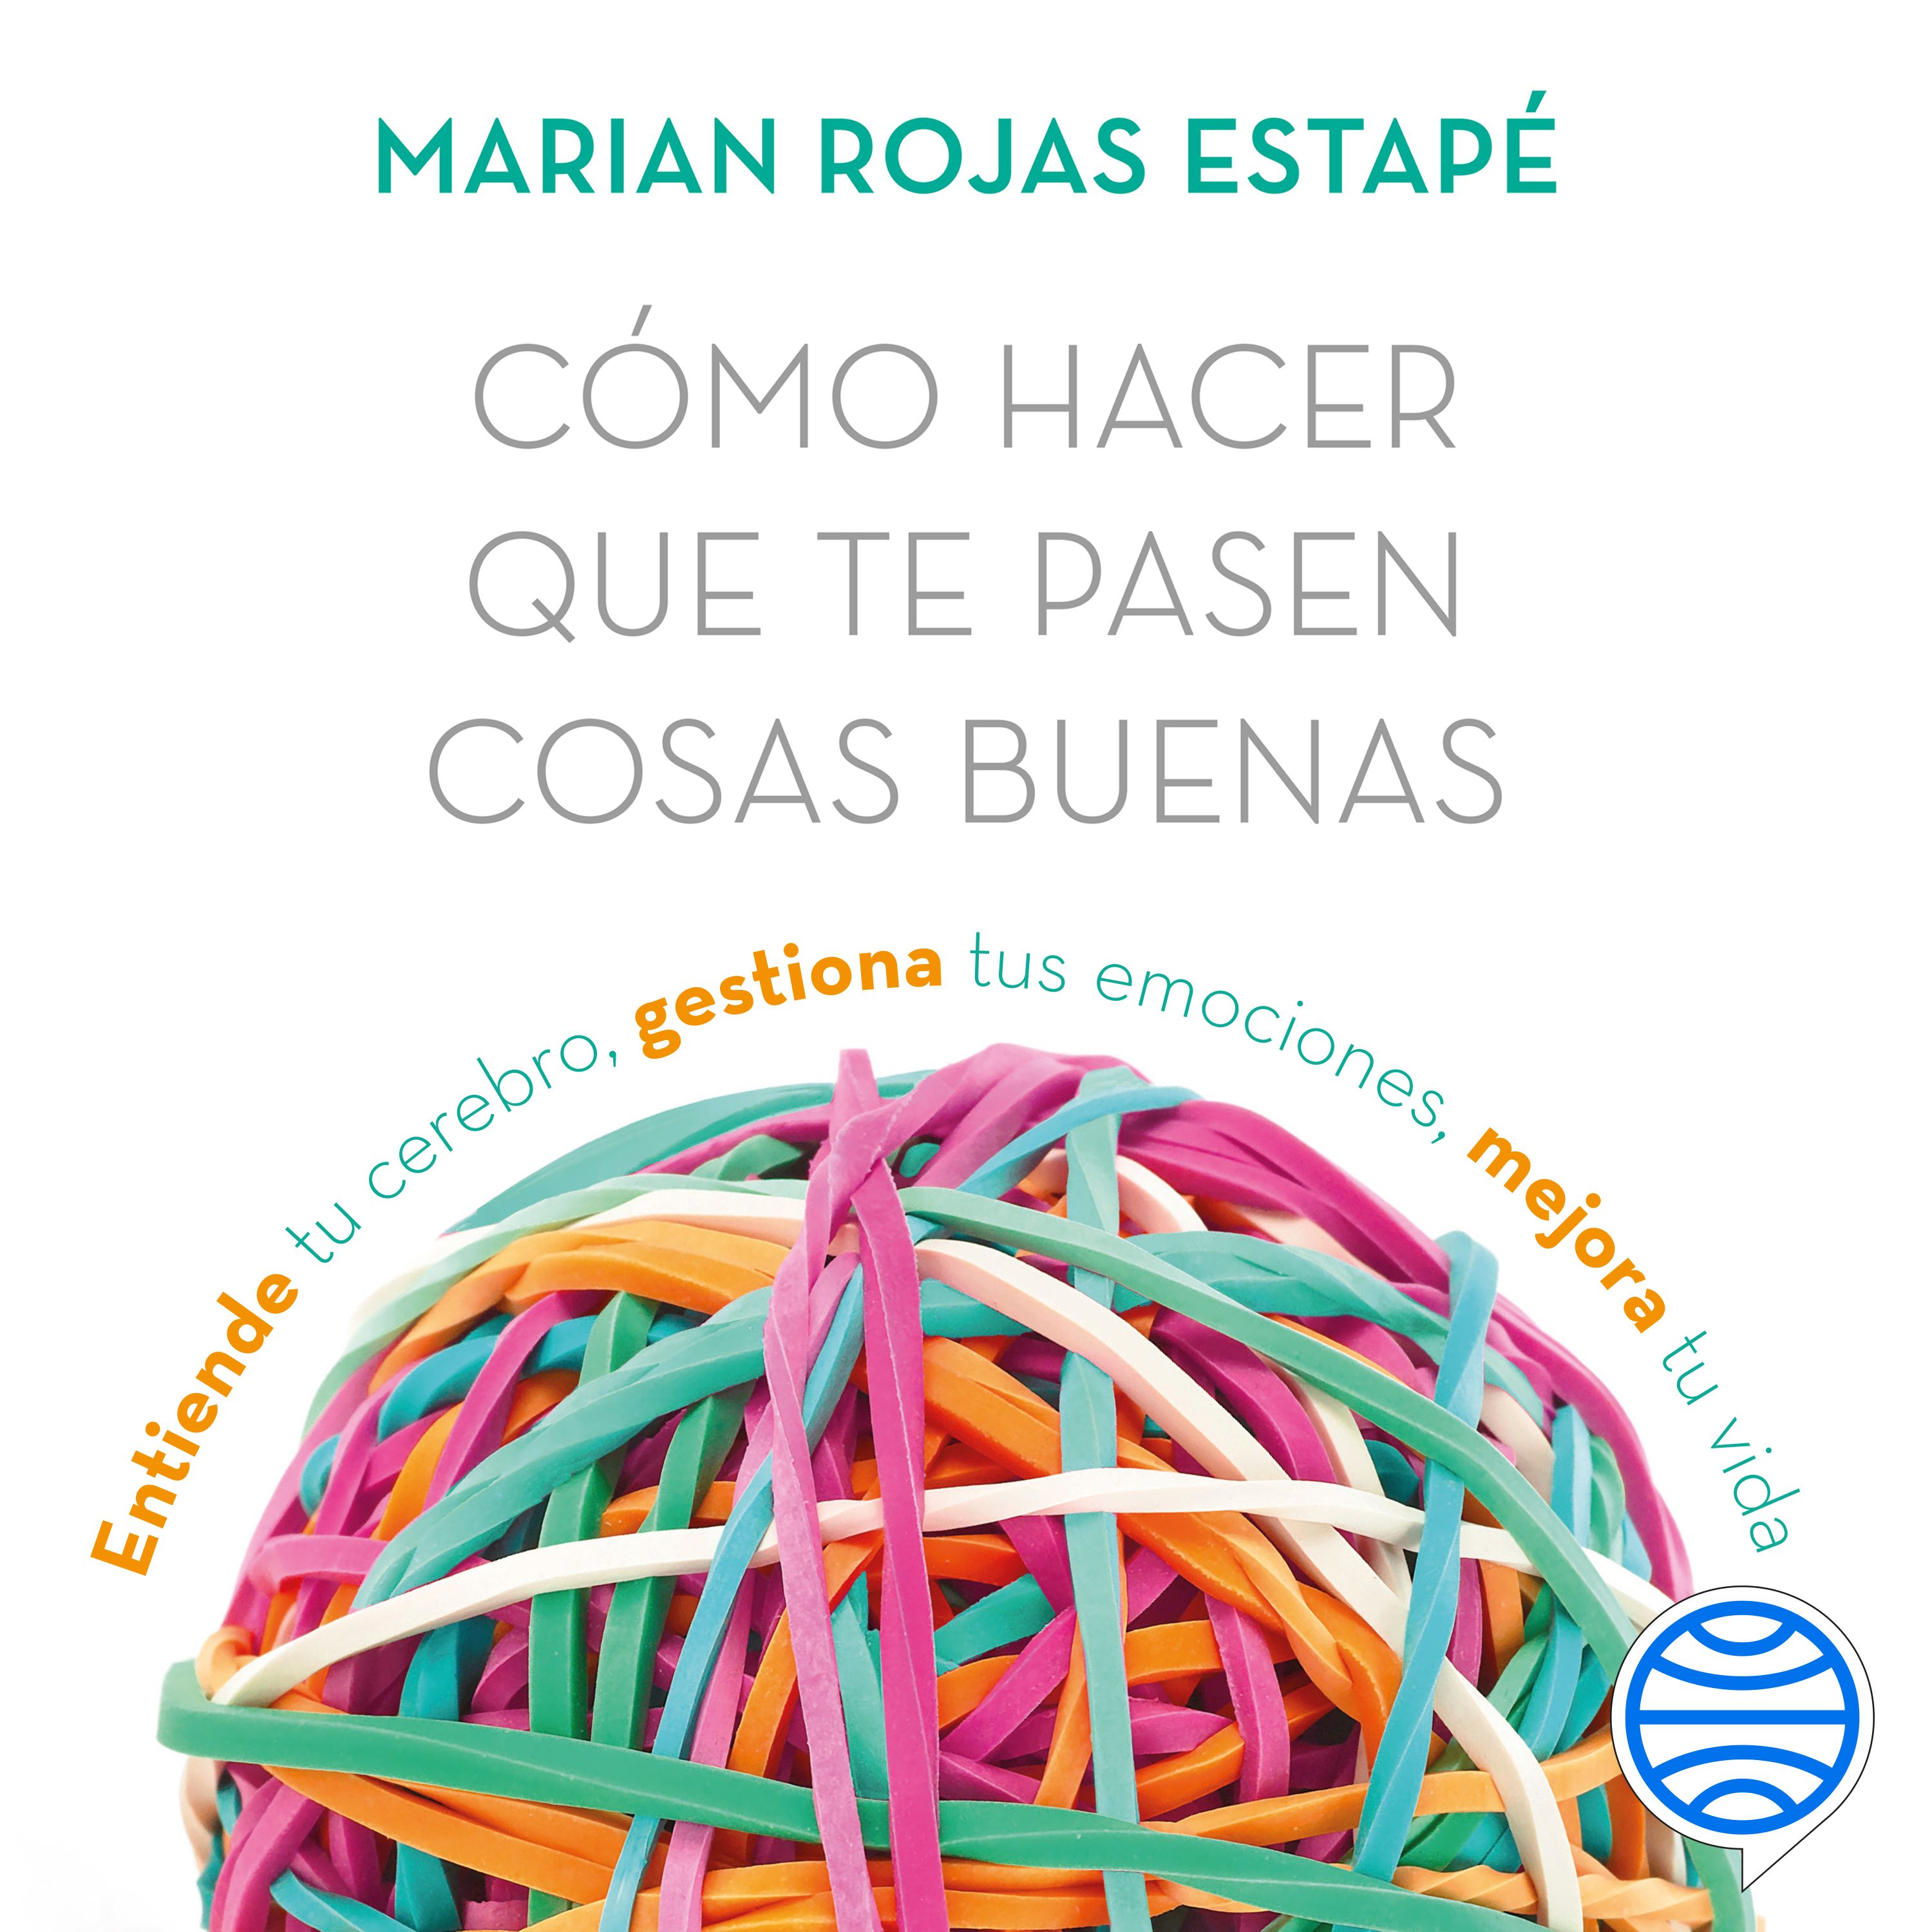 MARIAN ROJAS ESTAPÉ
CÓMO HACER
QUE TE PASEN
COSAS BUENAS
Entiende tu cerebro, gestiona tus emociones, mejora tu vida